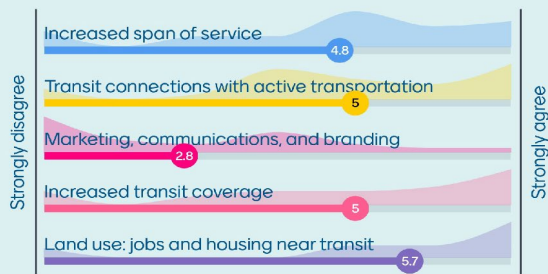 Increased span of service
4.8
Transit connections with active transportation
5
Marketing, communications, and branding
2.8
Increased transit coverage
5
Land use: jobs and housing near transit
5.7
Strongly disagree
Strongly agree